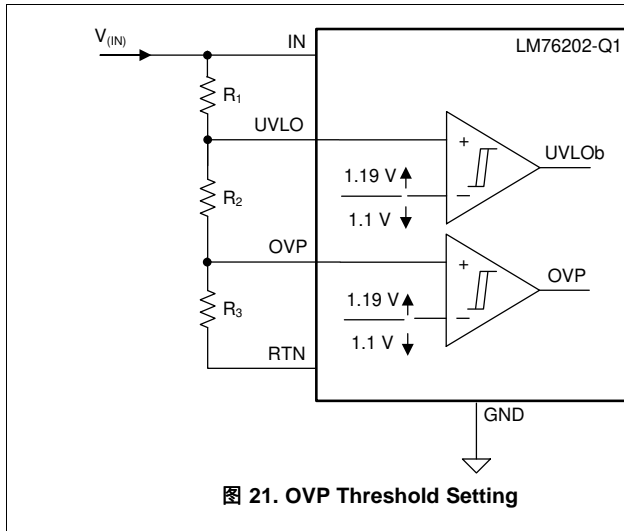 V(IN)
IN
LM76202-Q1
R1
UVLO
+
UVLOb
1.19 V
–
1.1 V
R2
OVP
+
OVP
1.19 V
–
1.1 V
R3
RTN
GND
图 21. OVP Threshold Setting